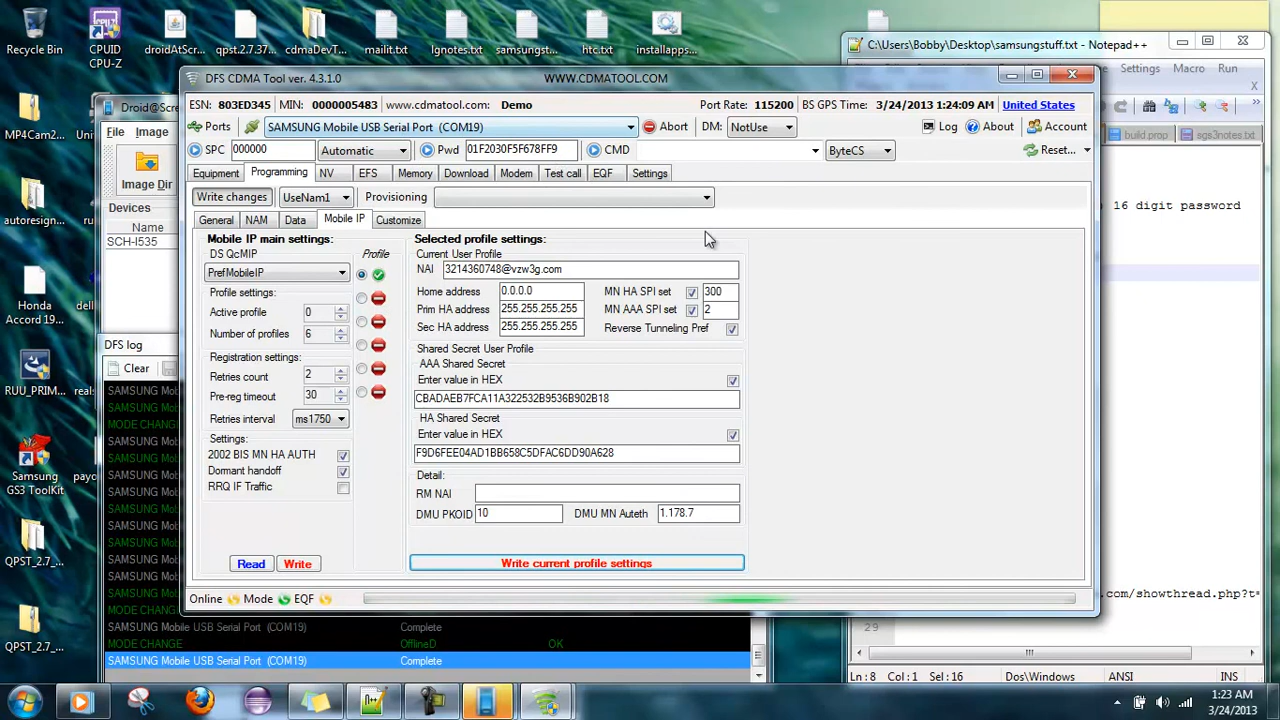 Recycle Bin
CPUID
CPU-Z
droidAtScr...
qpst.2.7.37...
cdmaDevT...
mailit.txt
lgnotes.txt
samsungst...
htc.txt
installapps....
C:\Users\Bobby\Desktop\samsungstuff.txt - Notepad++
Settings Macro Run
build.prop sgs3notes.txt
16 digit password
DFS CDMA Tool ver. 4.3.1.0
WWW.CDMATOOL.COM
ESN: 803ED345 MIN: 0000005483 www.cdmatool.com: Demo Port Rate: 115200 BS GPS Time: 3/24/2013 1:24:09 AM United States
Ports SAMSUNG Mobile USB Serial Port (COM19) Abort DM: NotUse Log About Account
SPC 000000 Automatic Pwd 01F2030F5F678FF9 CMD ByteCS Reset...
Equipment Programming NV EFS Memory Download Modem Test call EQF Settings
Write changes UseNam1 Provisioning
General NAM Data Mobile IP Customize
Mobile IP main settings:
DS QcMIP Profile
PrefMobileIP
Profile settings:
Active profile 0
Number of profiles 6
Registration settings:
Retries count 2
Pre-reg timeout 30
Retries interval ms1750
Settings:
2002 BIS MN HA AUTH
Dormant handoff
RRQ IF Traffic
Read Write
Selected profile settings:
Current User Profile
NAI 3214360748@vzw3g.com
Home address 0.0.0.0 MN HA SPI set 300
Prim HA address 255.255.255.255 MN AAA SPI set 2
Sec HA address 255.255.255.255 Reverse Tunneling Pref
Shared Secret User Profile
AAA Shared Secret
Enter value in HEX
CBADAEB7FCA11A322532B9536B902B18
HA Shared Secret
Enter value in HEX
F9D6FEE04AD1BB658C5DFAC6DD90A628
Detail:
RM NAI
DMU PKOID 10 DMU MN Auteth 1.178.7
Write current profile settings
Online Mode EQF
MP4Cam2...
autoresign...
Honda
Accord 19...
RUU_PRIM...
Samsung
GS3 ToolKit
QPST_2.7_...
QPST_2.7_...
Droid@Scre
File Image
Image Dir
Devices
Name
SCH-I535
DFS log
Clear
SAMSUNG Mob
SAMSUNG Mob
MODE CHANGE
SAMSUNG Mobile USB Serial Port (COM19) Complete
MODE CHANGE OfflineD OK
SAMSUNG Mobile USB Serial Port (COM19) Complete
.com/showthread.php?t=
29
Ln : 8 Col : 1 Sel : 16 Dos\Windows ANSI INS
1:23 AM
3/24/2013